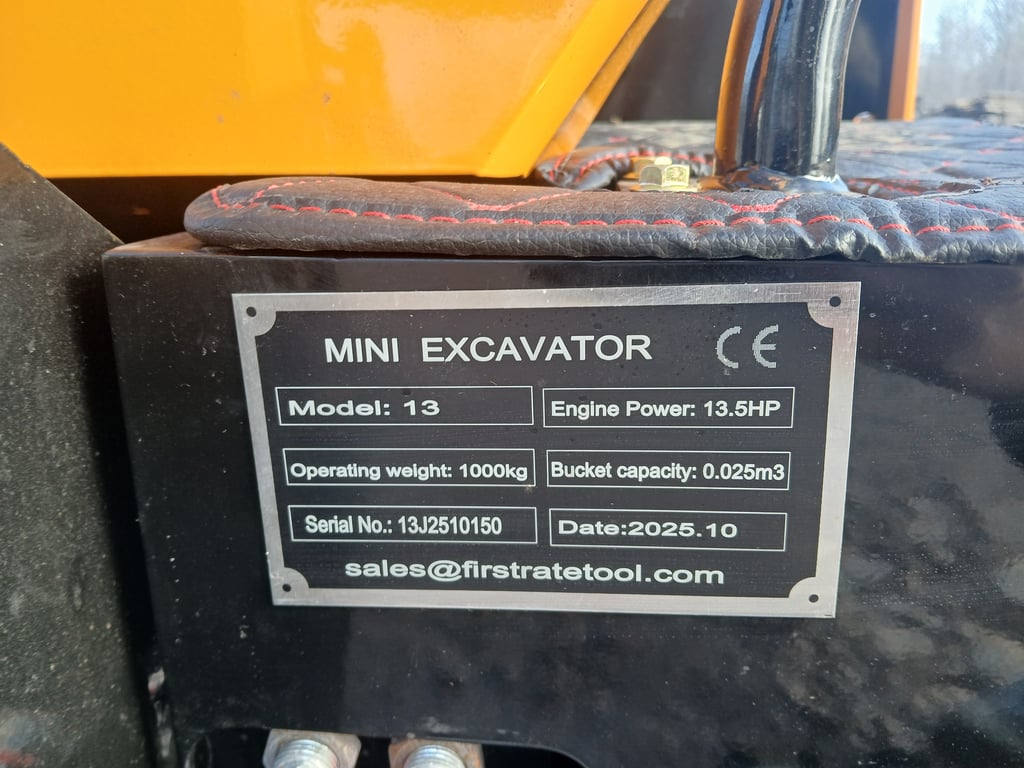 MINI EXCAVATOR CE
Model: 13 Engine Power: 13.5HP
Operating weight: 1000kg Bucket capacity: 0.025m3
Serial No.: 13J2510150 Date:2025.10
sales@firstratetool.com